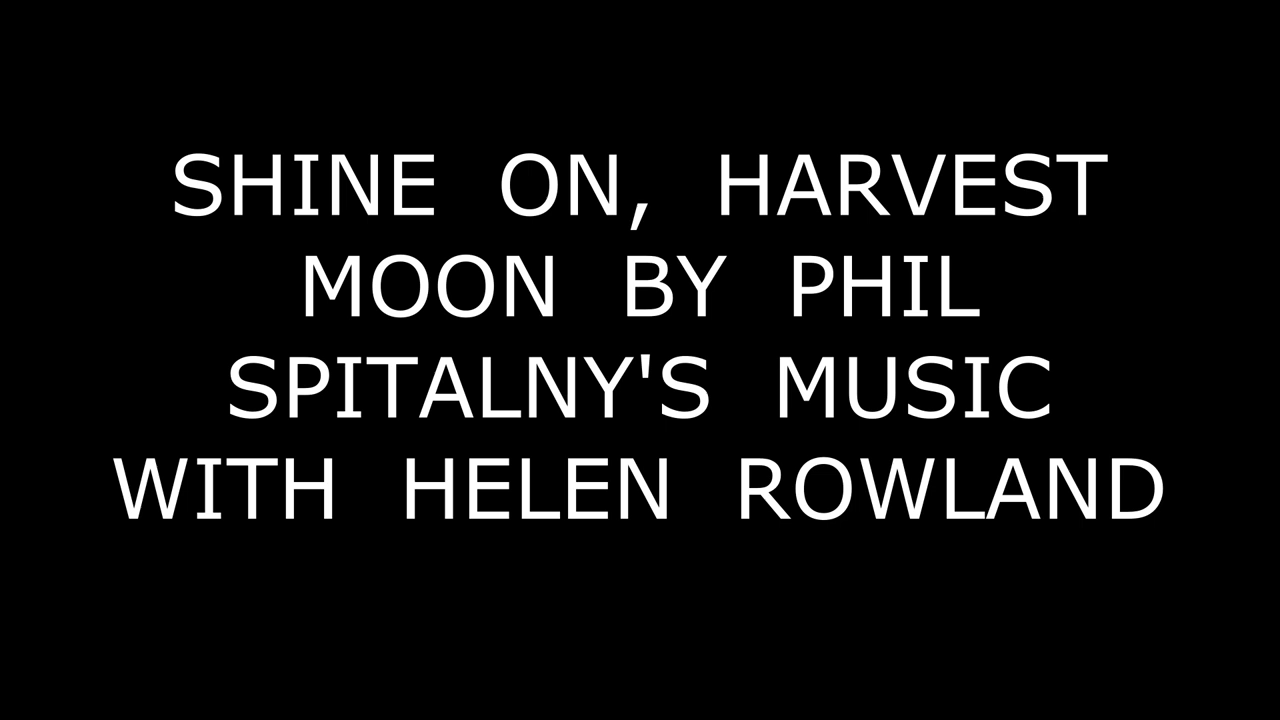 SHINE ON, HARVEST
MOON BY PHIL
SPITALNY'S MUSIC
WITH HELEN ROWLAND